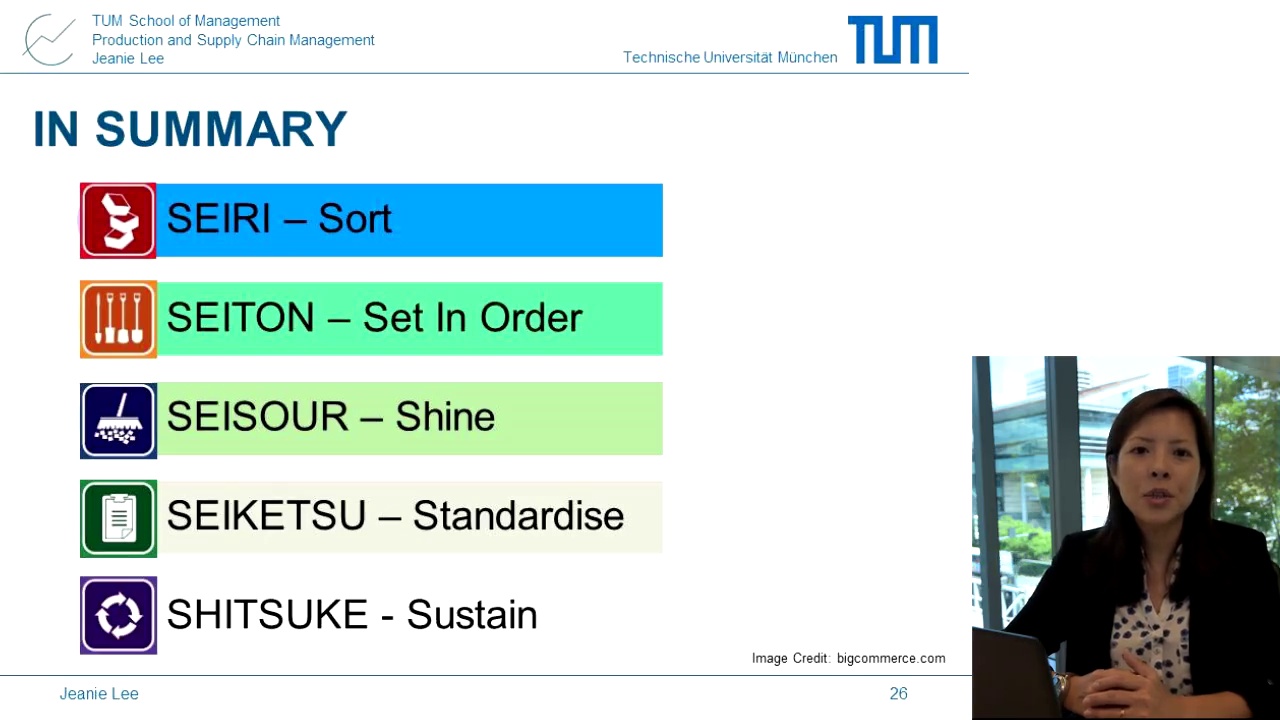 TUM School of Management
Production and Supply Chain Management
Jeanie Lee
Technische Universität München
TUM
IN SUMMARY
SEIRI – Sort
SEITON – Set In Order
SEISOUR – Shine
SEIKETSU – Standardise
SHITSUKE - Sustain
Image Credit: bigcommerce.com
Jeanie Lee
26